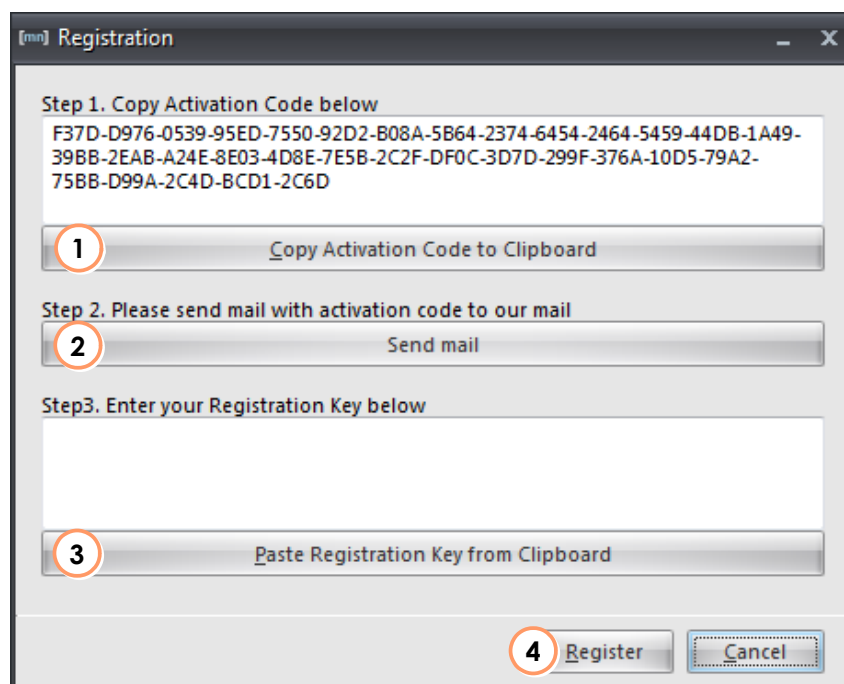 [mn] Registration
Step 1. Copy Activation Code below
F37D-D976-0539-95ED-7550-92D2-B08A-5B64-2374-6454-2464-5459-44DB-1A49-
39BB-2EAB-A24E-8E03-4D8E-7E5B-2C2F-DF0C-3D7D-299F-376A-10D5-79A2-
75BB-D99A-2C4D-BCD1-2C6D
1 Copy Activation Code to Clipboard
Step 2. Please send mail with activation code to our mail
2 Send mail
Step3. Enter your Registration Key below
3 Paste Registration Key from Clipboard
4 Register Cancel